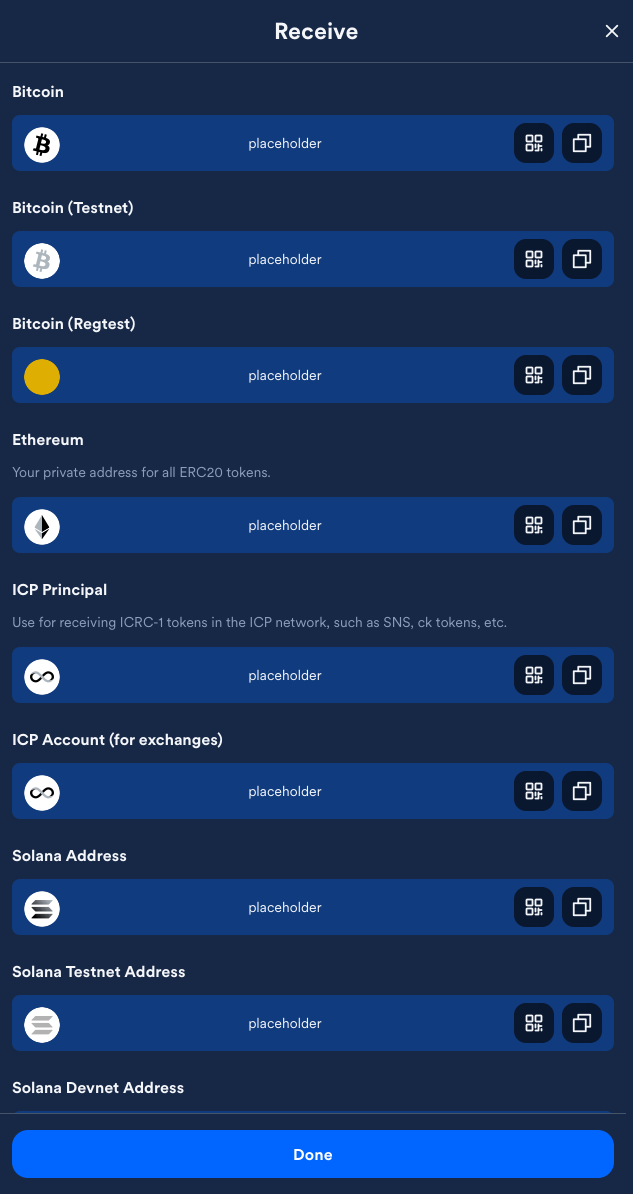 Receive
Bitcoin
placeholder
Bitcoin (Testnet)
placeholder
Bitcoin (Regtest)
placeholder
Ethereum
Your private address for all ERC20 tokens.
placeholder
ICP Principal
Use for receiving ICRC-1 tokens in the ICP network, such as SNS, ck tokens, etc.
placeholder
ICP Account (for exchanges)
placeholder
Solana Address
placeholder
Solana Testnet Address
placeholder
Solana Devnet Address
Done